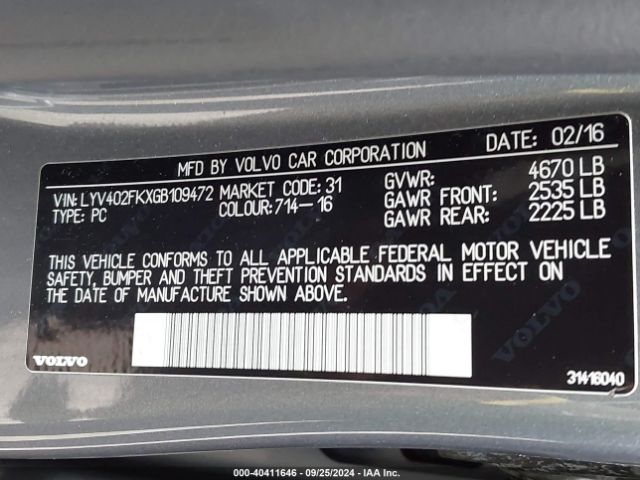 MFD BY VOLVO CAR CORPORATION DATE: 02/16
VIN: LYV402FKXGB109472 MARKET CODE: 31 GVWR: 4670 LB
TYPE: PC COLOUR: 714-16 GAWR FRONT: 2535 LB
GAWR REAR: 2225 LB
THIS VEHICLE CONFORMS TO ALL APPLICABLE FEDERAL MOTOR VEHICLE
SAFETY, BUMPER AND THEFT PREVENTION STANDARDS IN EFFECT ON
THE DATE OF MANUFACTURE SHOWN ABOVE.
VOLVO
31416040
000-40411646 - 09/25/2024 - IAAI.COM